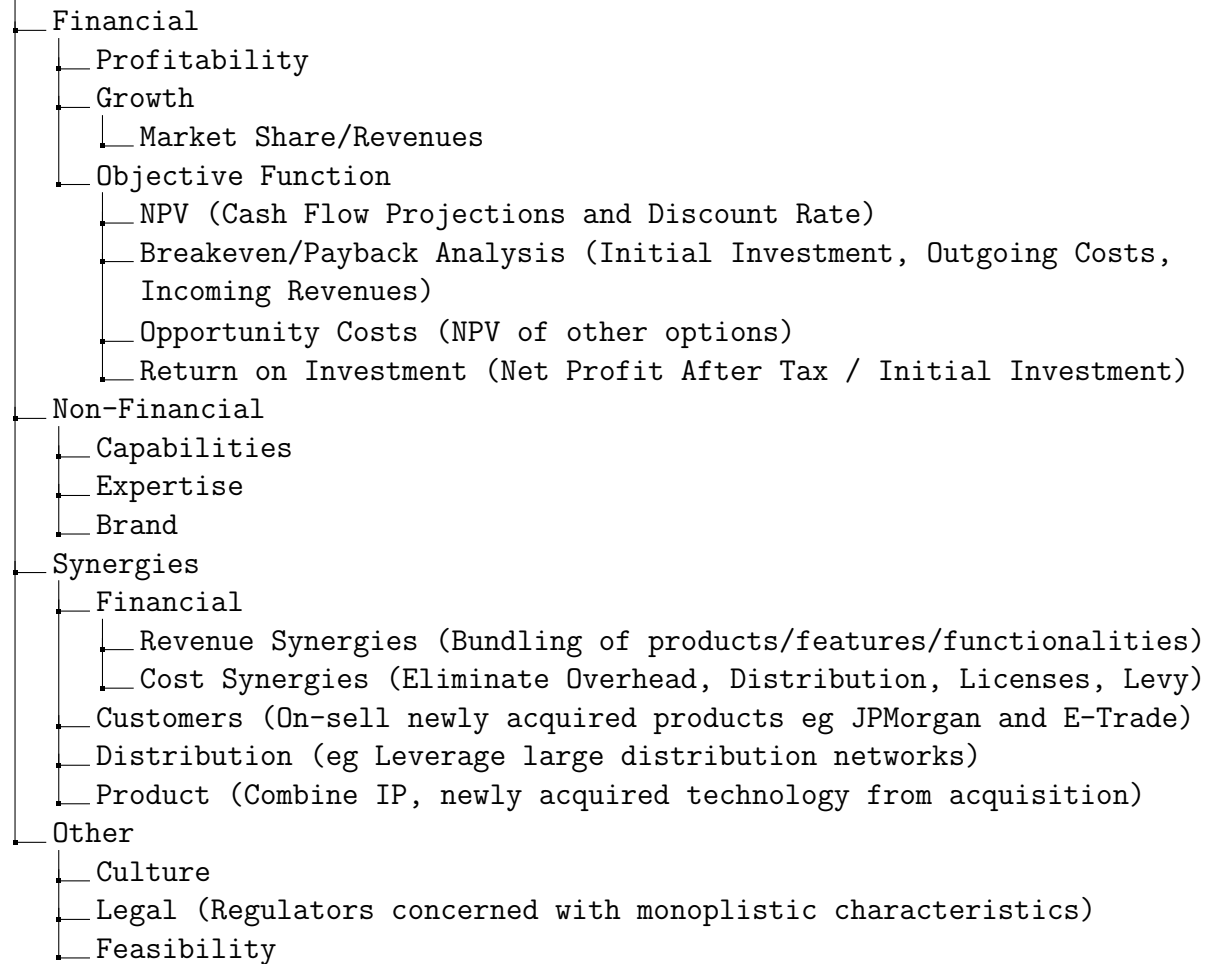 Financial
Profitability
Growth
Market Share/Revenues
Objective Function
NPV (Cash Flow Projections and Discount Rate)
Breakeven/Payback Analysis (Initial Investment, Outgoing Costs,
Incoming Revenues)
Opportunity Costs (NPV of other options)
Return on Investment (Net Profit After Tax / Initial Investment)
Non-Financial
Capabilities
Expertise
Brand
Synergies
Financial
Revenue Synergies (Bundling of products/features/functionalities)
Cost Synergies (Eliminate Overhead, Distribution, Licenses, Levy)
Customers (On-sell newly acquired products eg JPMorgan and E-Trade)
Distribution (eg Leverage large distribution networks)
Product (Combine IP, newly acquired technology from acquisition)
Other
Culture
Legal (Regulators concerned with monoplistic characteristics)
Feasibility